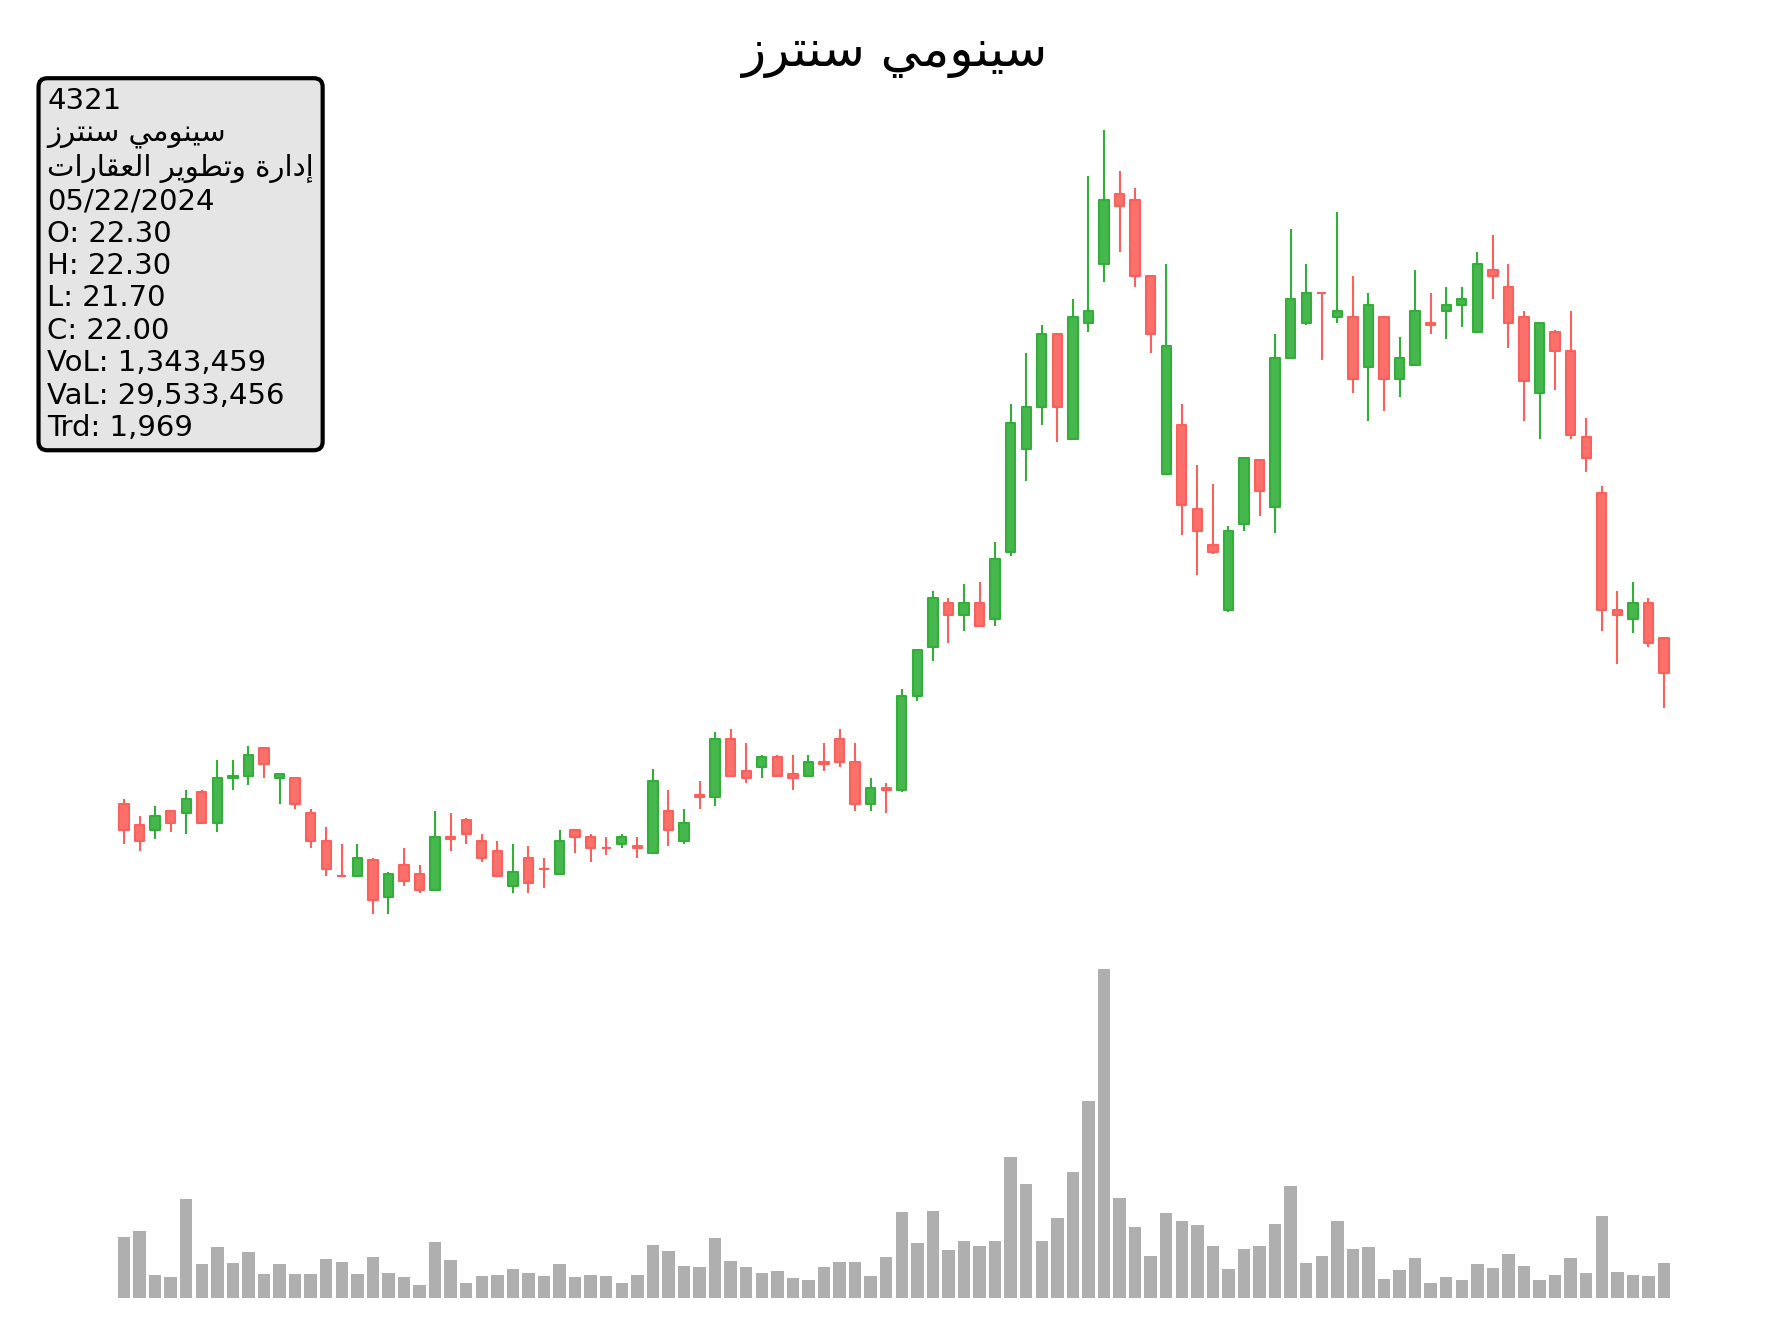 سينومي سنترز
4321
سينومي سنترز
إدارة وتطوير العقارات
05/22/2024
O: 22.30
H: 22.30
L: 21.70
C: 22.00
VoL: 1,343,459
VaL: 29,533,456
Trd: 1,969